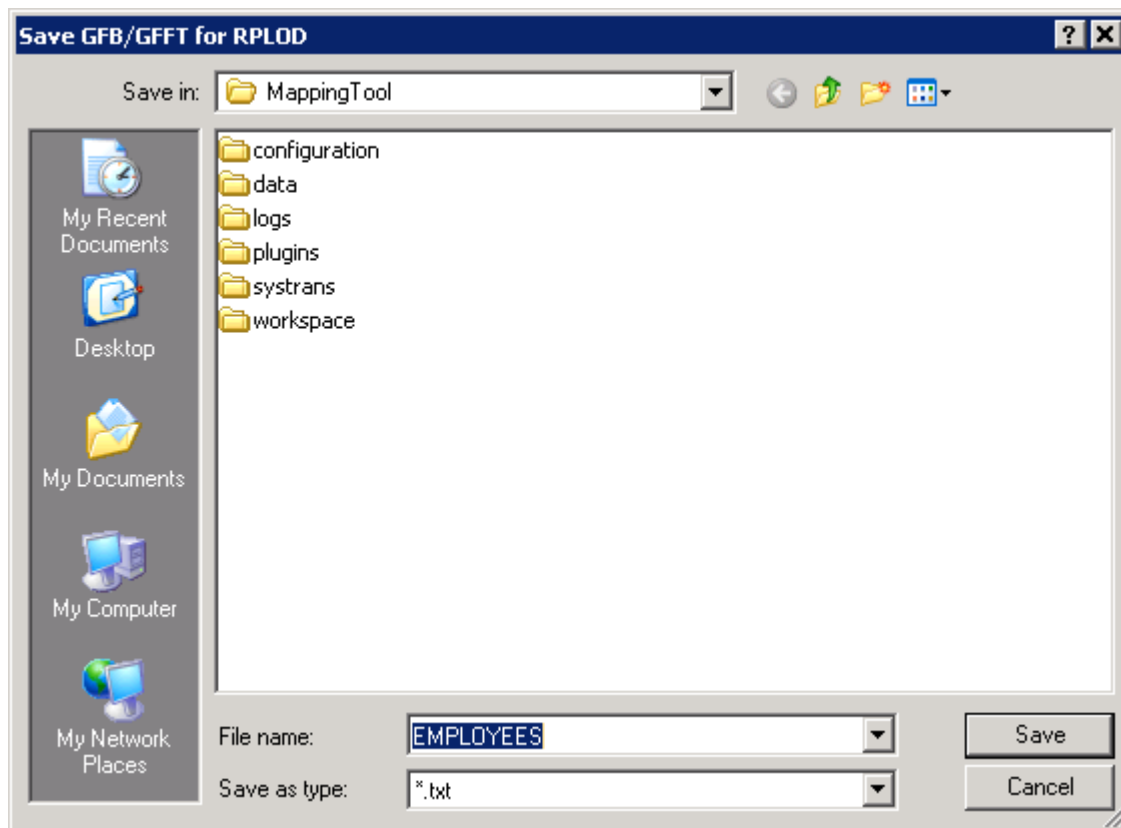 Save GFB/GFFT for RPLOD
Save in:
MappingTool
My Recent
Documents
Desktop
My Documents
My Computer
My Network
Places
configuration
data
logs
plugins
systrans
workspace
File name:
EMPLOYEES
Save
Save as type:
*.txt
Cancel